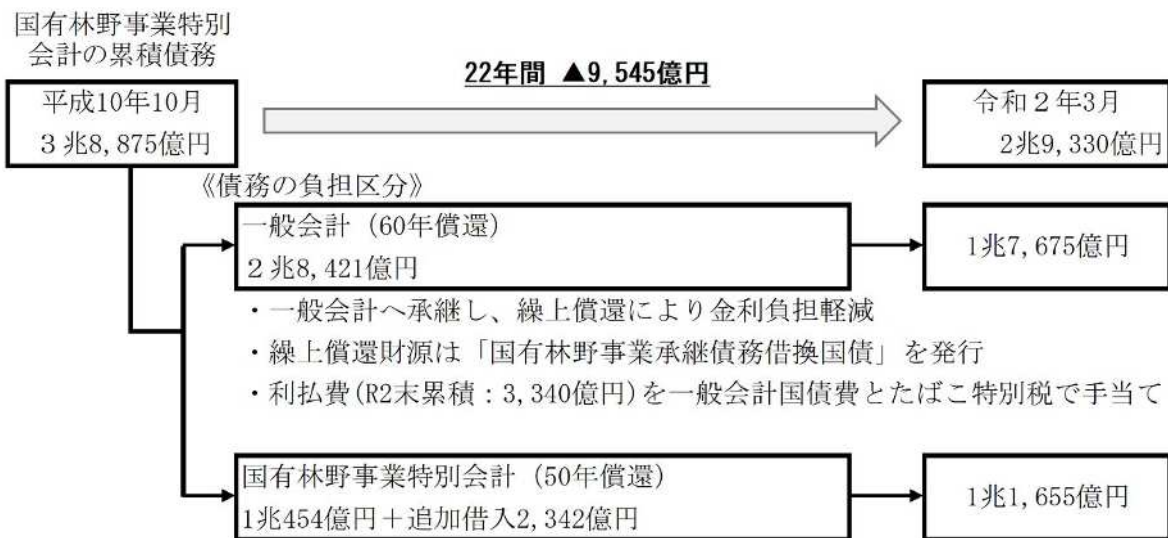 国有林野事業特別
会計の累積債務
平成10年10月
3兆8,875億円
22年間 ▲9,545億円
令和2年3月
2兆9,330億円
《債務の負担区分》
一般会計（60年償還）
2兆8,421億円
1兆7,675億円
・一般会計へ承継し、繰上償還により金利負担軽減
・繰上償還財源は「国有林野事業承継債務借換国債」を発行
・利払費(R2末累積：3,340億円)を一般会計国債費とたばこ特別税で手当て
国有林野事業特別会計（50年償還）
1兆454億円＋追加借入2,342億円
1兆1,655億円